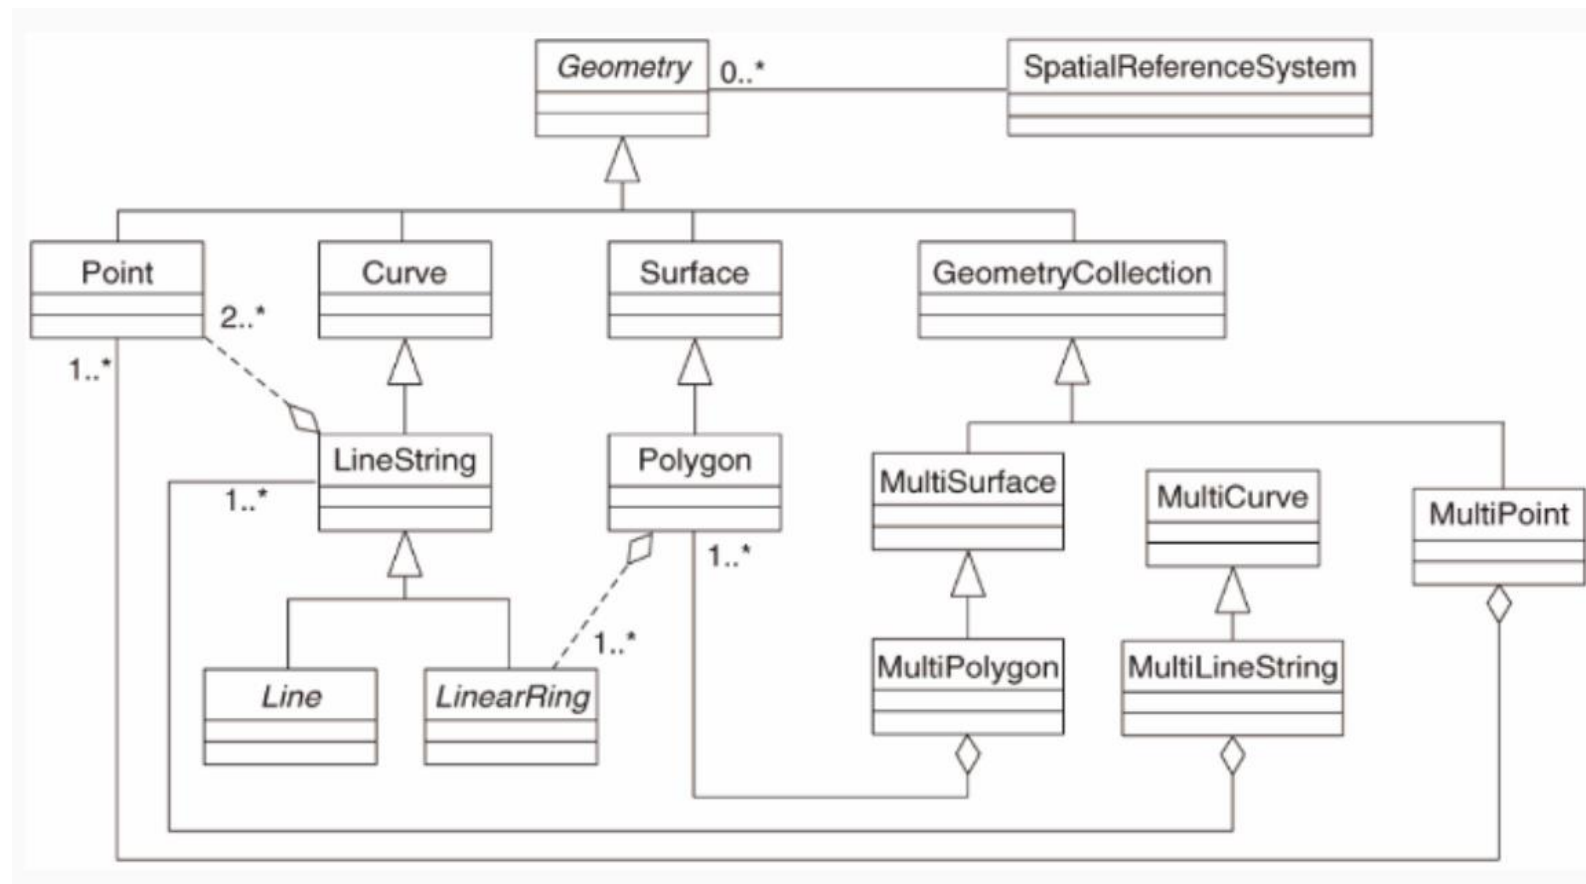 Geometry
0..*
SpatialReferenceSystem
Point
Curve
Surface
GeometryCollection
2..*
1..*
LineString
Polygon
MultiSurface
MultiCurve
MultiPoint
1..*
1..*
1..*
Line
LinearRing
MultiPolygon
MultiLineString